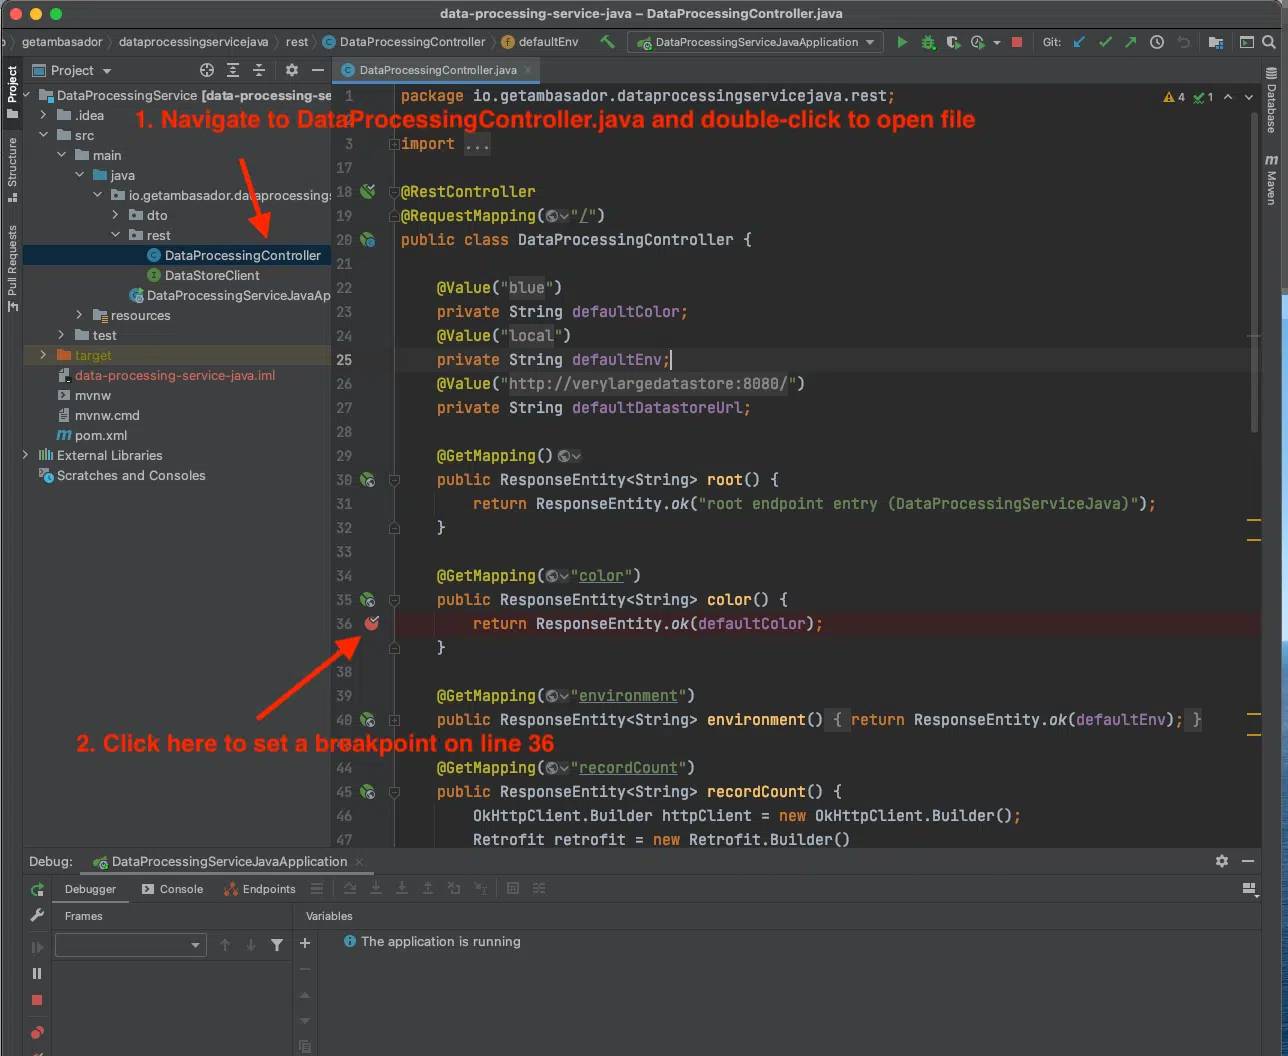 data-processing-service-java – DataProcessingController.java
getambasador dataprocessingservicejava rest DataProcessingController defaultEnv DataProcessingServiceJavaApplication Git:
Project
DataProcessingController.java
Project
Structure
Pull Requests
Database
Maven
DataProcessingService [data-processing-se
.idea
src
main
java
io.getambasador.dataprocessings
dto
rest
DataProcessingController
DataStoreClient
DataProcessingServiceJavaAp
resources
test
target
data-processing-service-java.iml
mvnw
mvnw.cmd
pom.xml
External Libraries
Scratches and Consoles
1. Navigate to DataProcessingController.java and double-click to open file
2. Click here to set a breakpoint on line 36
4 1
1 package io.getambasador.dataprocessingservicejava.rest;
3 import ...
17
18 @RestController
19 @RequestMapping("/")
20 public class DataProcessingController {
21
22 @Value("blue")
23 private String defaultColor;
24 @Value("local")
25 private String defaultEnv;
26 @Value("http://verylargedatastore:8080/")
27 private String defaultDatastoreUrl;
28
29 @GetMapping()
30 public ResponseEntity<String> root() {
31 return ResponseEntity.ok("root endpoint entry (DataProcessingServiceJava)");
32 }
33
34 @GetMapping("color")
35 public ResponseEntity<String> color() {
36 return ResponseEntity.ok(defaultColor);
}
38
39 @GetMapping("environment")
40 public ResponseEntity<String> environment() { return ResponseEntity.ok(defaultEnv); }
44 @GetMapping("recordCount")
45 public ResponseEntity<String> recordCount() {
46 OkHttpClient.Builder httpClient = new OkHttpClient.Builder();
47 Retrofit retrofit = new Retrofit.Builder()
Debug: DataProcessingServiceJavaApplication
Debugger Console Endpoints
Frames
Variables
The application is running